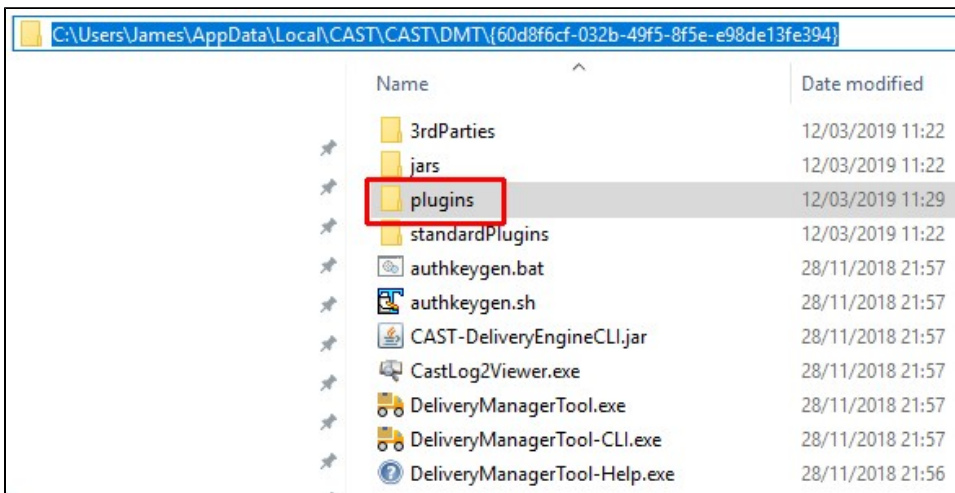 C:\Users\James\AppData\Local\CAST\CAST\DMT\{60d8f6cf-032b-49f5-8f5e-e98de13fe394}
Name Date modified
3rdParties 12/03/2019 11:22
jars 12/03/2019 11:22
plugins 12/03/2019 11:29
standardPlugins 12/03/2019 11:22
authkeygen.bat 28/11/2018 21:57
authkeygen.sh 28/11/2018 21:57
CAST-DeliveryEngineCLI.jar 28/11/2018 21:57
CastLog2Viewer.exe 28/11/2018 21:57
DeliveryManagerTool.exe 28/11/2018 21:57
DeliveryManagerTool-CLI.exe 28/11/2018 21:57
DeliveryManagerTool-Help.exe 28/11/2018 21:56